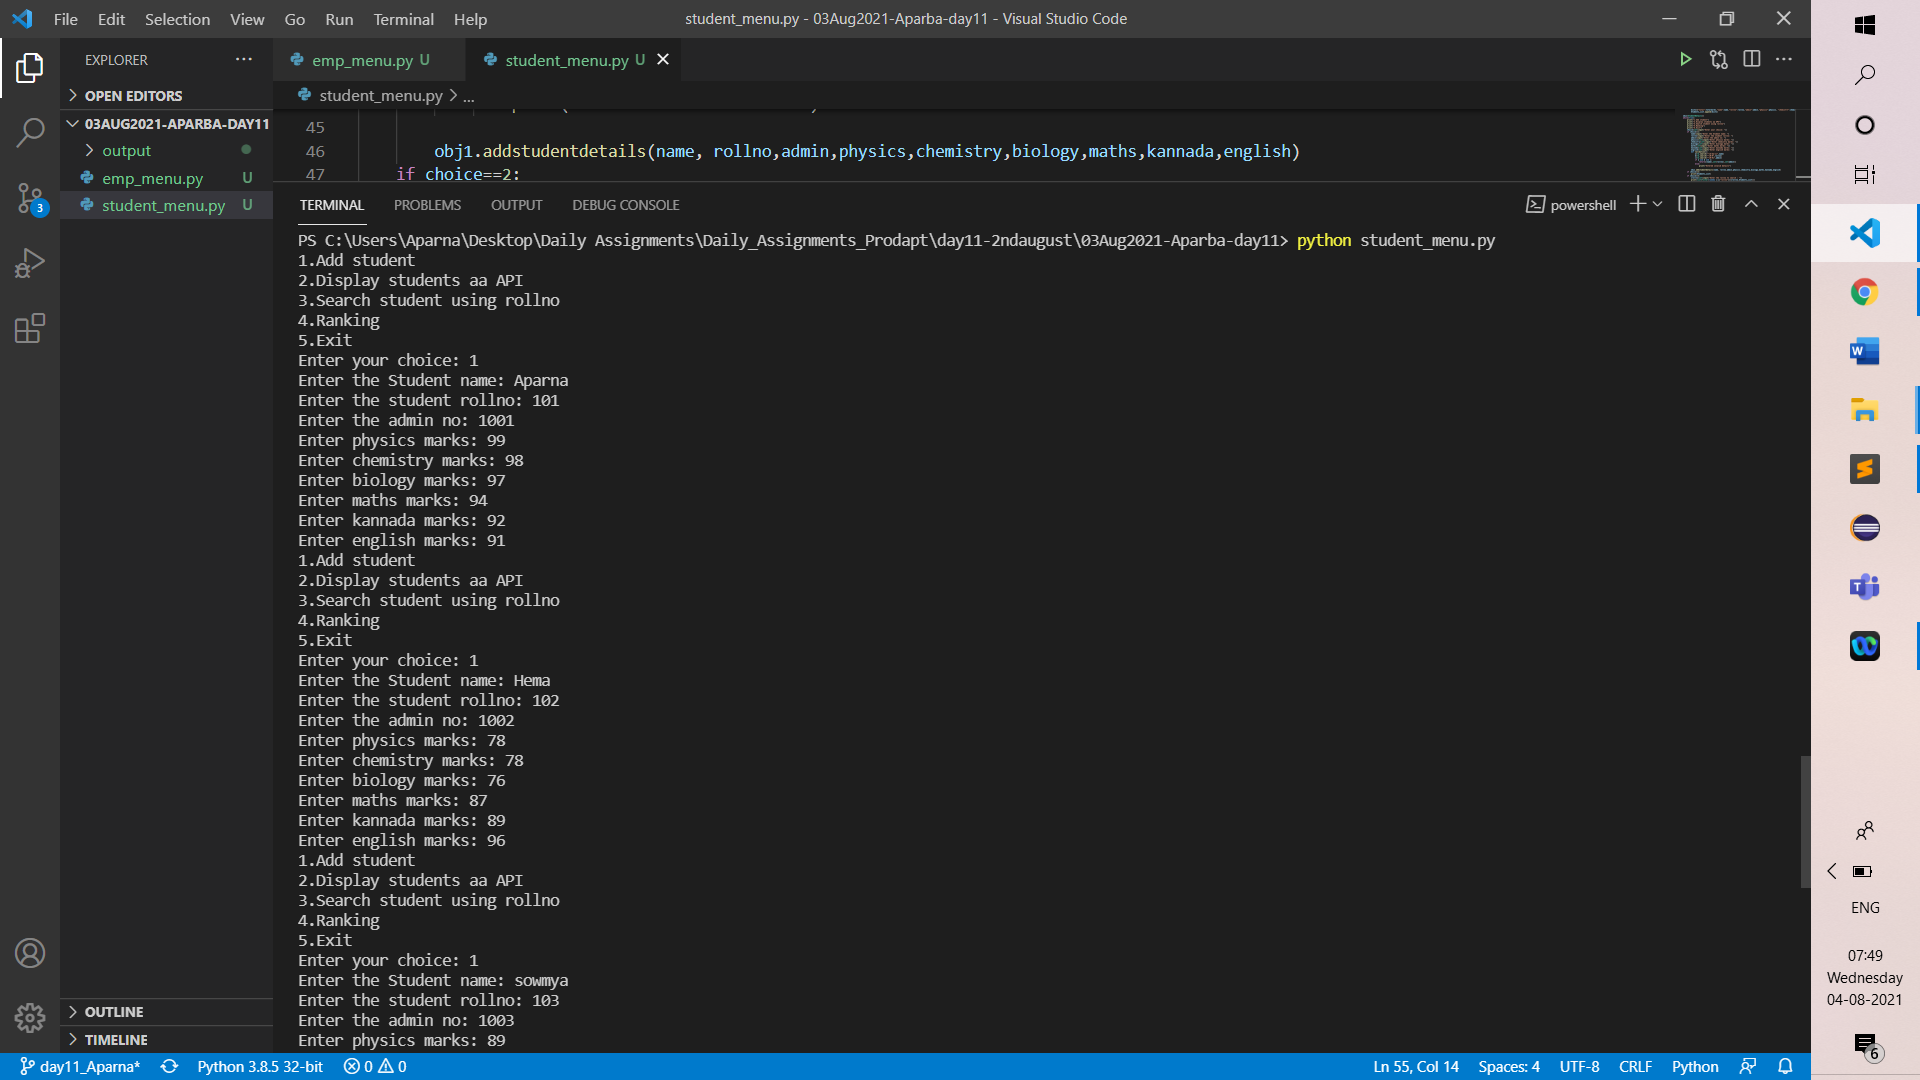 File Edit Selection View Go Run Terminal Help
student_menu.py - 03Aug2021-Aparba-day11 - Visual Studio Code
EXPLORER
OPEN EDITORS
03AUG2021-APARBA-DAY11
output
emp_menu.py U
student_menu.py U
OUTLINE
TIMELINE
3
emp_menu.py U
student_menu.py U
student_menu.py > ...
45
46 obj1.addstudentdetails(name, rollno,admin,physics,chemistry,biology,maths,kannada,english)
47 if choice==2:
TERMINAL PROBLEMS OUTPUT DEBUG CONSOLE
powershell
PS C:\Users\Aparna\Desktop\Daily Assignments\Daily_Assignments_Prodapt\day11-2ndaugust\03Aug2021-Aparba-day11> python student_menu.py
1.Add student
2.Display students aa API
3.Search student using rollno
4.Ranking
5.Exit
Enter your choice: 1
Enter the Student name: Aparna
Enter the student rollno: 101
Enter the admin no: 1001
Enter physics marks: 99
Enter chemistry marks: 98
Enter biology marks: 97
Enter maths marks: 94
Enter kannada marks: 92
Enter english marks: 91
1.Add student
2.Display students aa API
3.Search student using rollno
4.Ranking
5.Exit
Enter your choice: 1
Enter the Student name: Hema
Enter the student rollno: 102
Enter the admin no: 1002
Enter physics marks: 78
Enter chemistry marks: 78
Enter biology marks: 76
Enter maths marks: 87
Enter kannada marks: 89
Enter english marks: 96
1.Add student
2.Display students aa API
3.Search student using rollno
4.Ranking
5.Exit
Enter your choice: 1
Enter the Student name: sowmya
Enter the student rollno: 103
Enter the admin no: 1003
Enter physics marks: 89
day11_Aparna* Python 3.8.5 32-bit 0 0
Ln 55, Col 14 Spaces: 4 UTF-8 CRLF Python
ENG
07:49
Wednesday
04-08-2021
6